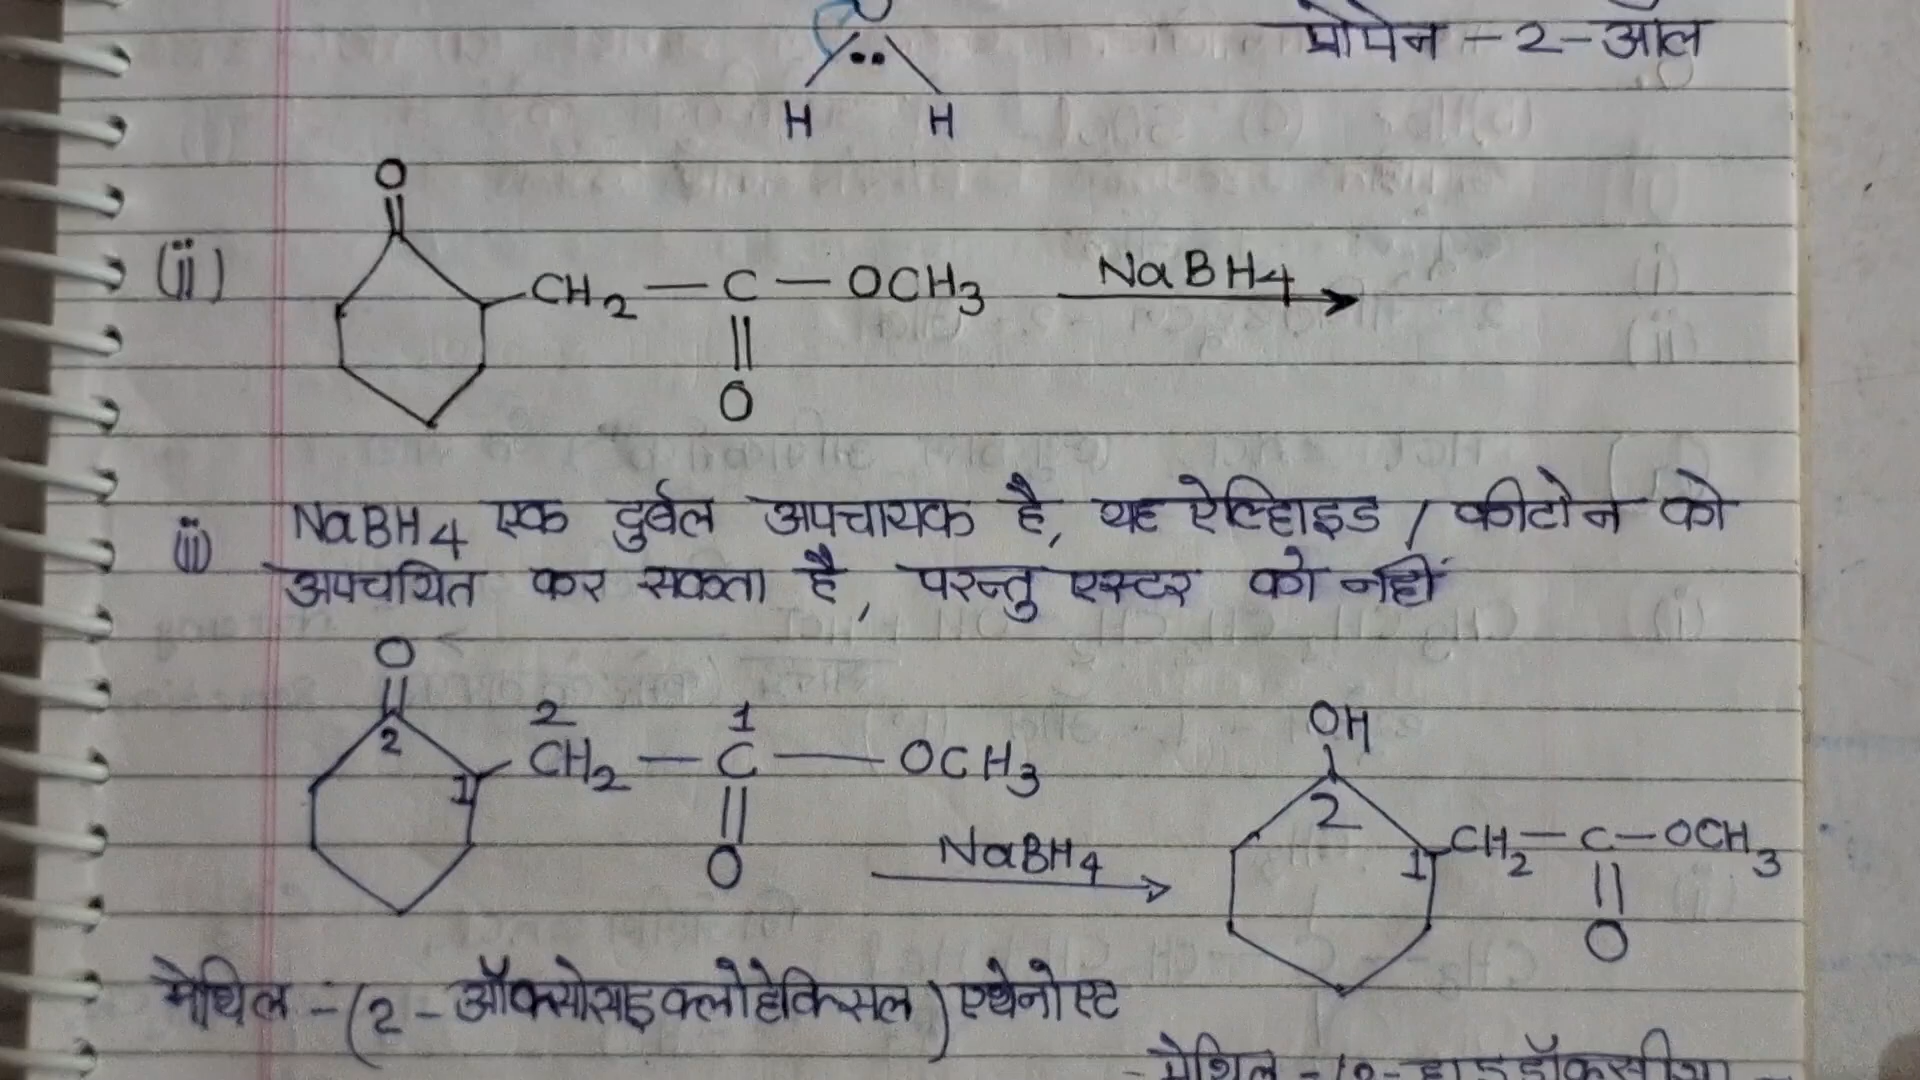 प्रोपेन - 2 - ऑल
H H
O
(ii) CH2 — C — OCH3 NaBH4
O
ii) NaBH4 एक दुर्बल अपचायक है, यह ऐल्डिहाइड / कीटोन को
अपचयित कर सकता है, परन्तु एस्टर को नहीं
O
2 1 OH
2 1 CH2 — C — OCH3
O NaBH4 2 1 CH2 — C — OCH3
O
मेथिल - (2 - ऑक्सोसाइक्लोहेक्सिल) एथेनोएट